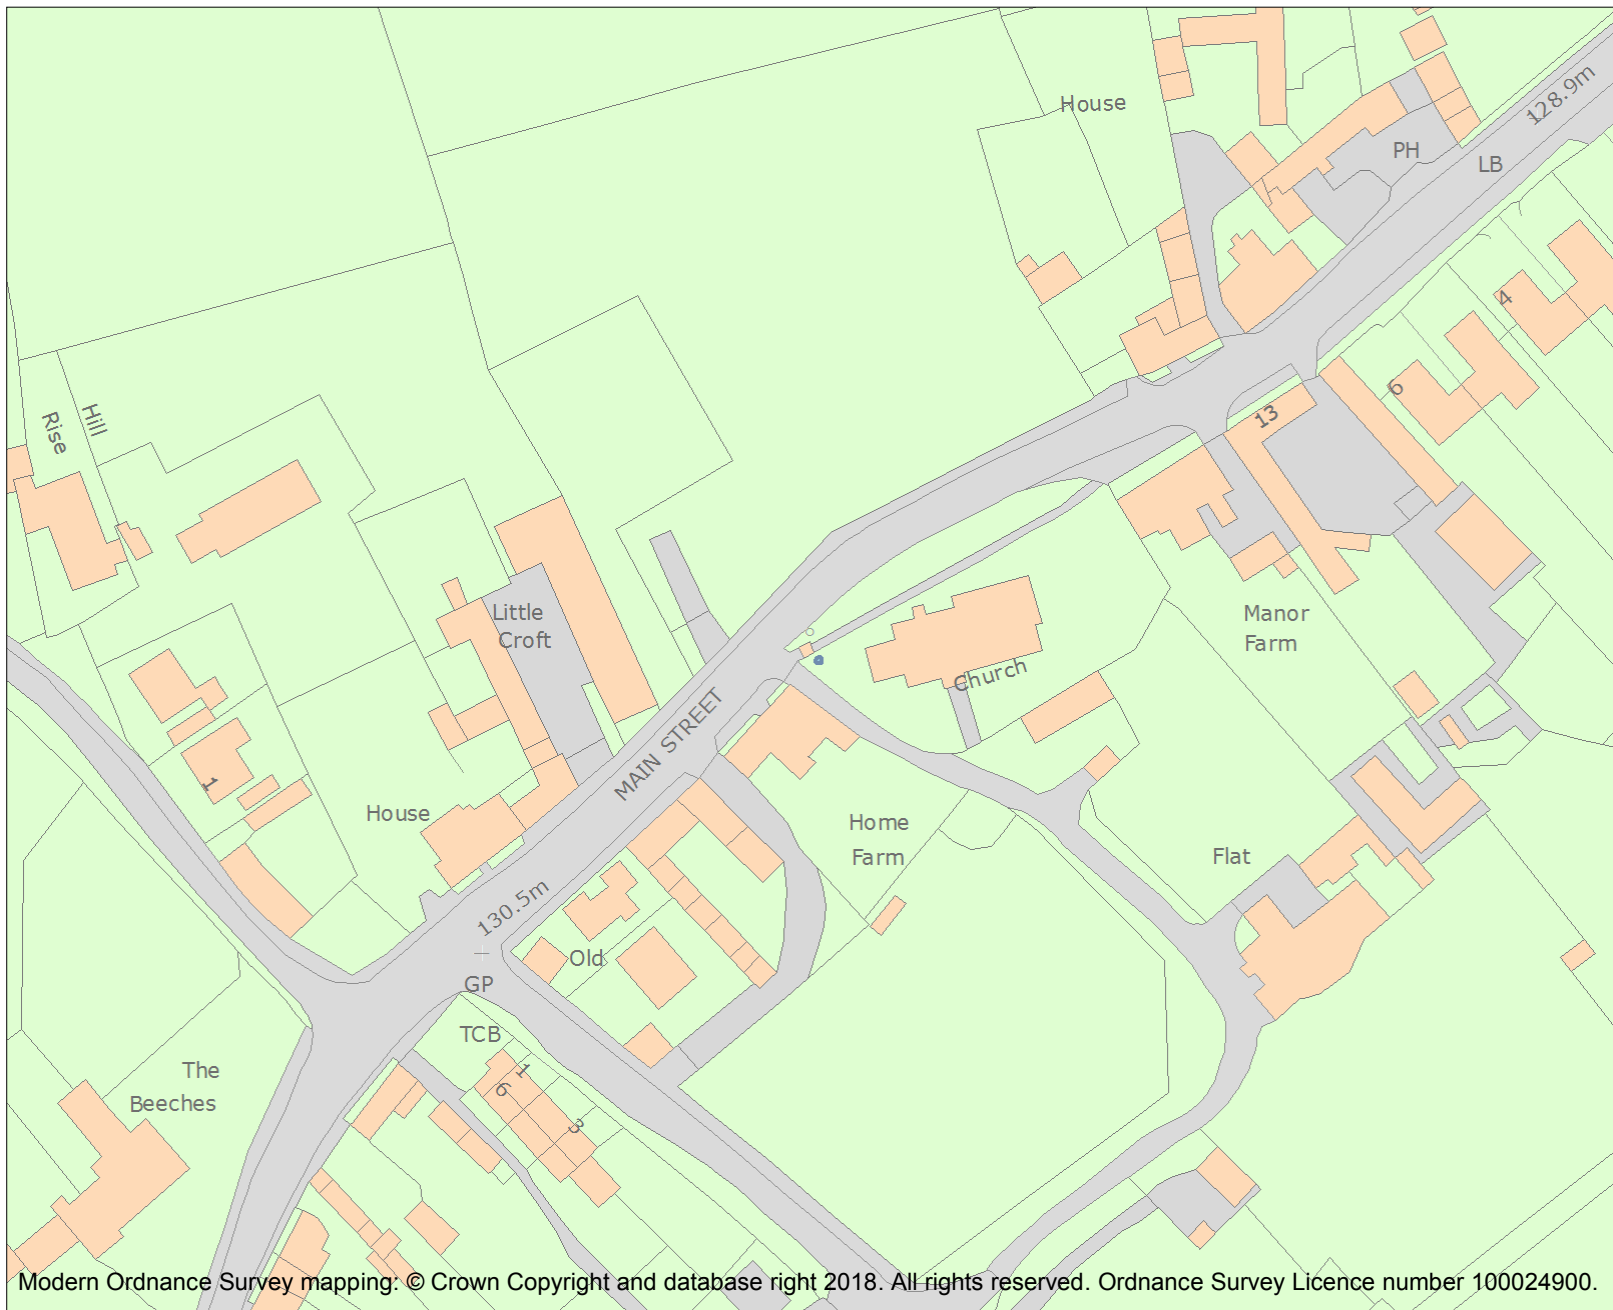 House
128.9m
PH
LB
4
6
13
Hill
Rise
Little
Croft
Manor
Farm
Church
MAIN STREET
1
House
Home
Farm
Flat
130.5m
Old
GP
TCB
1
6
3
The
Beeches
Modern Ordnance Survey mapping: © Crown Copyright and database right 2018. All rights reserved. Ordnance Survey Licence number 100024900.